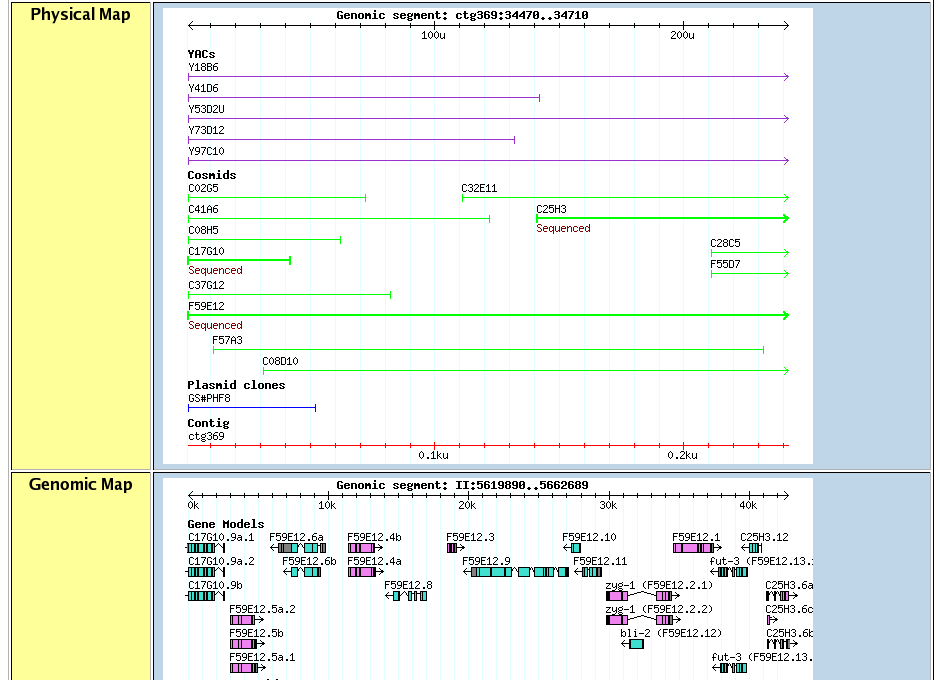 Physical Map
Genomic segment: ctg369:34470..34710
100u 200u
YACs
Y18B6
Y41D6
Y53D2U
Y73D12
Y97C10
Cosmids
C02G5 C32E11
C41A6 C25H3
Sequenced
C08H5
C28C5
C17G10
F55D7
Sequenced
C37G12
F59E12
Sequenced
F57A3
C08D10
Plasmid clones
GS#PHF8
Contig
ctg369
0.1ku 0.2ku
Genomic Map
Genomic segment: II:5619890..5662689
0k 10k 20k 30k 40k
Gene Models
C17G10.9a.1 F59E12.6a F59E12.4b F59E12.3 F59E12.10 F59E12.1 C25H3.12
C17G10.9a.2 F59E12.6b F59E12.4a F59E12.9 F59E12.11 fut-3 (F59E12.13.
C17G10.9b F59E12.8 zyg-1 (F59E12.2.1) C25H3.6a
F59E12.5a.2 zyg-1 (F59E12.2.2) C25H3.6c
F59E12.5b bli-2 (F59E12.12) C25H3.6b
F59E12.5a.1 fut-3 (F59E12.13.